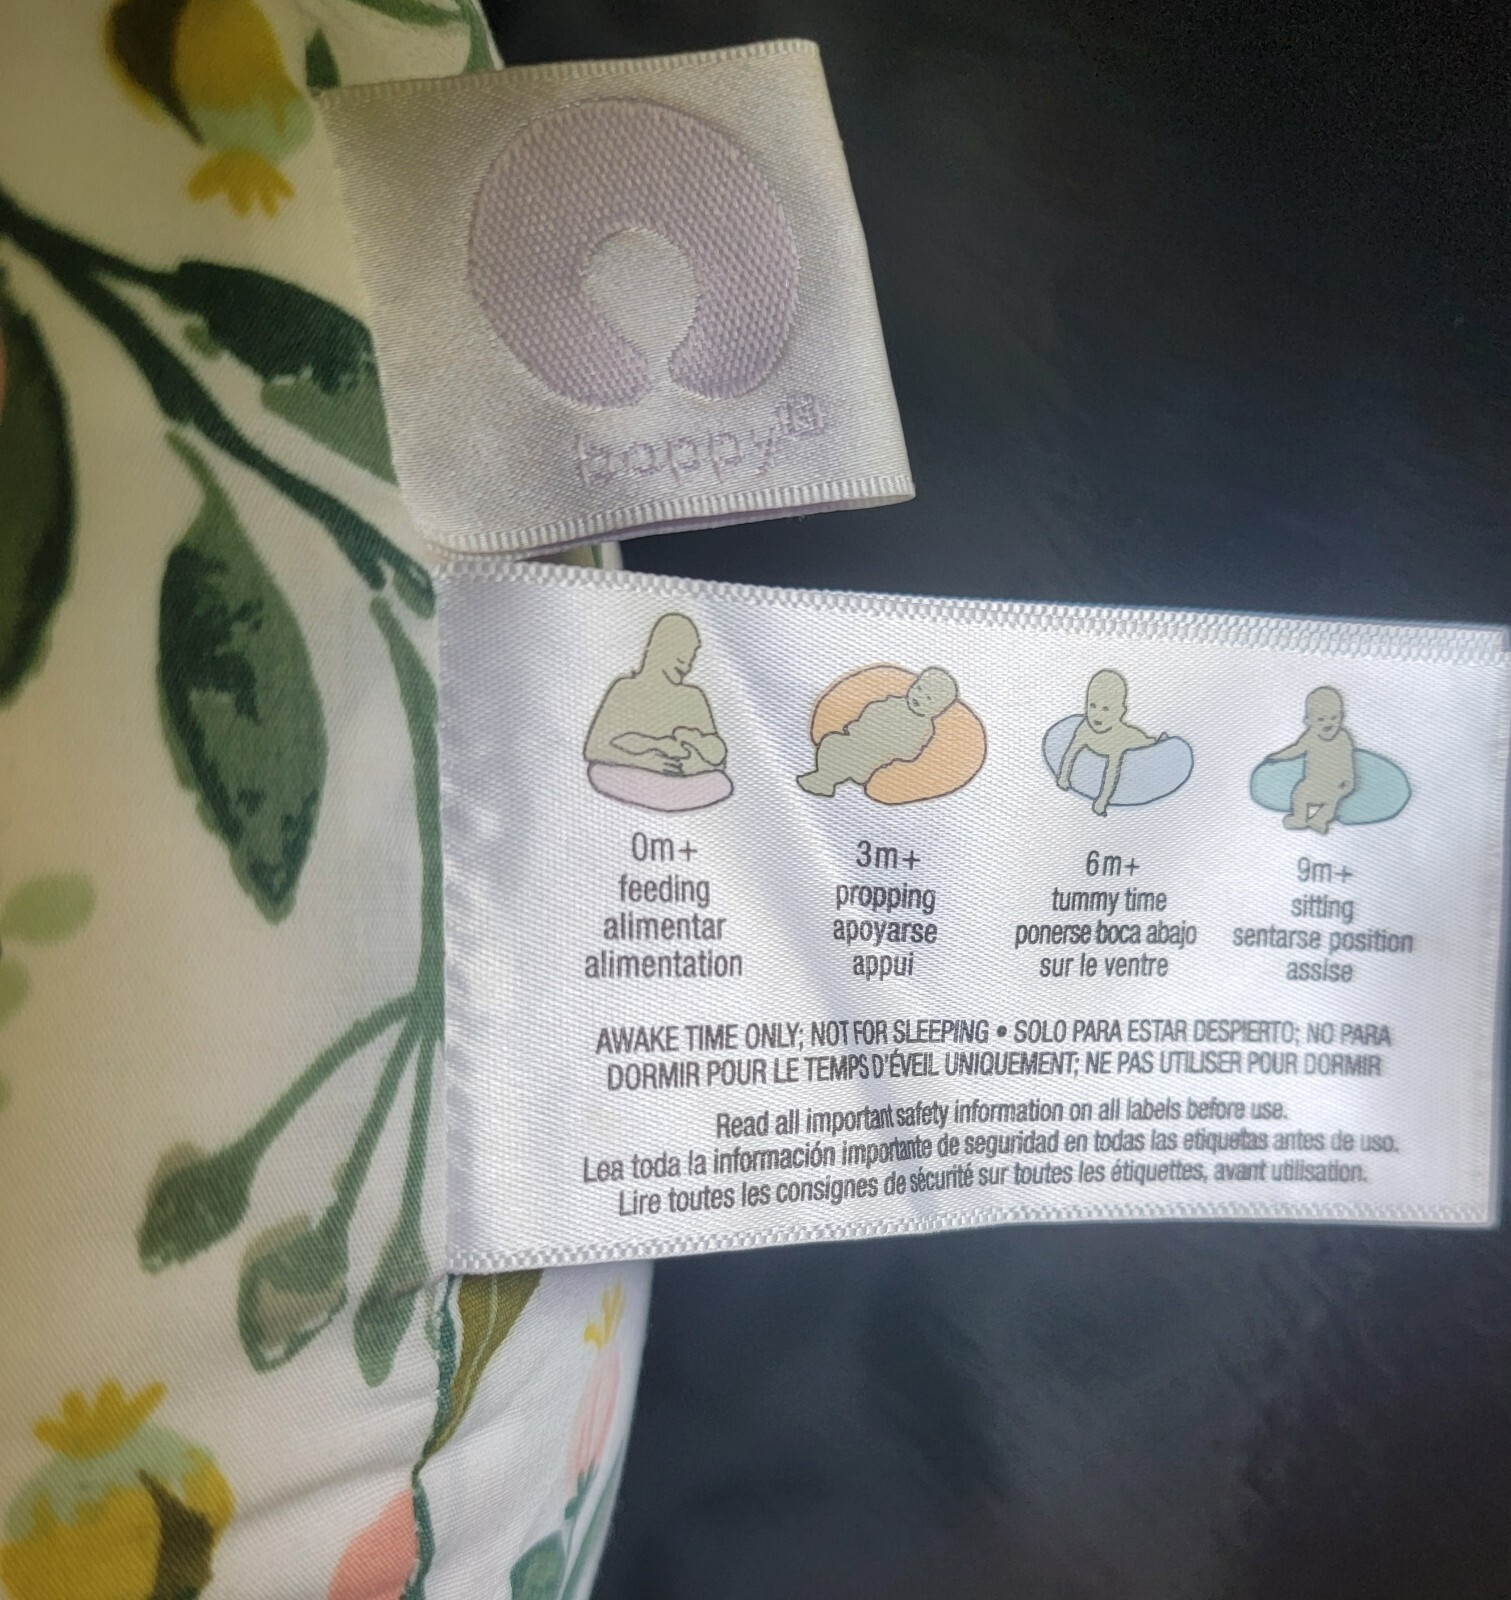 boppy®
0m+
feeding
alimentar
alimentation
3m+
propping
apoyarse
appui
6m+
tummy time
ponerse boca abajo
sur le ventre
9m+
sitting
sentarse position
assise
AWAKE TIME ONLY; NOT FOR SLEEPING • SOLO PARA ESTAR DESPIERTO; NO PARA
DORMIR POUR LE TEMPS D'ÉVEIL UNIQUEMENT; NE PAS UTILISER POUR DORMIR
Read all important safety information on all labels before use.
Lea toda la información importante de seguridad en todas las etiquetas antes de uso.
Lire toutes les consignes de sécurité sur toutes les étiquettes, avant utilisation.